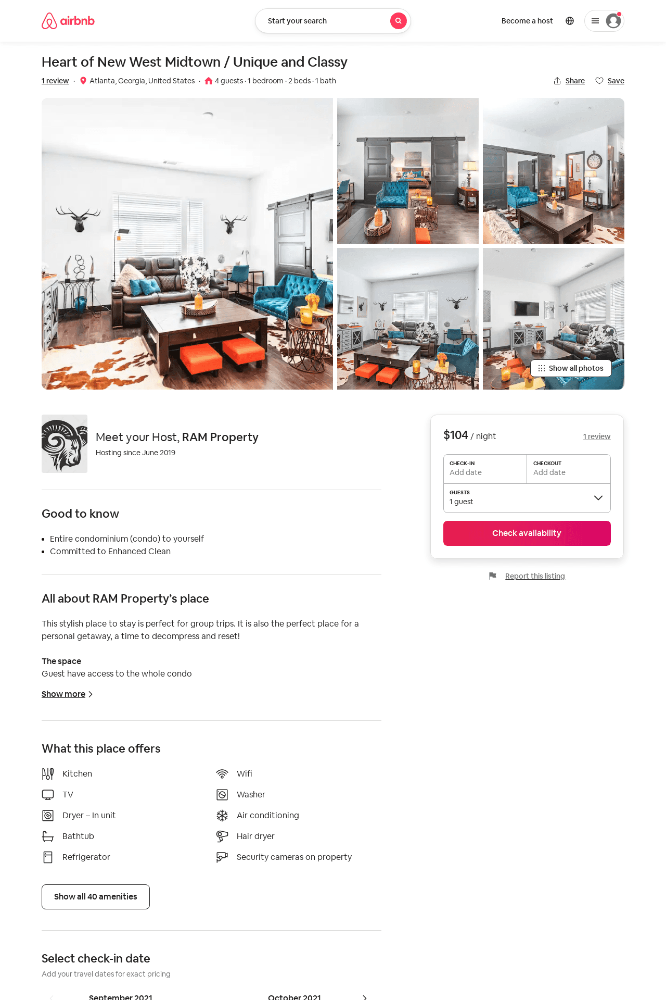 airbnb
Start your search
Become a host
Heart of New West Midtown / Unique and Classy
1 review · Atlanta, Georgia, United States · 4 guests · 1 bedroom · 2 beds · 1 bath
Share
Save
Show all photos
Meet your Host, RAM Property
Hosting since June 2019
$104 / night
1 review
CHECK-IN
Add date
CHECKOUT
Add date
GUESTS
1 guest
Check availability
Report this listing
Good to know
Entire condominium (condo) to yourself
Committed to Enhanced Clean
All about RAM Property’s place
This stylish place to stay is perfect for group trips. It is also the perfect place for a
personal getaway, a time to decompress and reset!
The space
Guest have access to the whole condo
Show more
What this place offers
Kitchen
Wifi
TV
Washer
Dryer – In unit
Air conditioning
Bathtub
Hair dryer
Refrigerator
Security cameras on property
Show all 40 amenities
Select check-in date
Add your travel dates for exact pricing
September 2021
October 2021